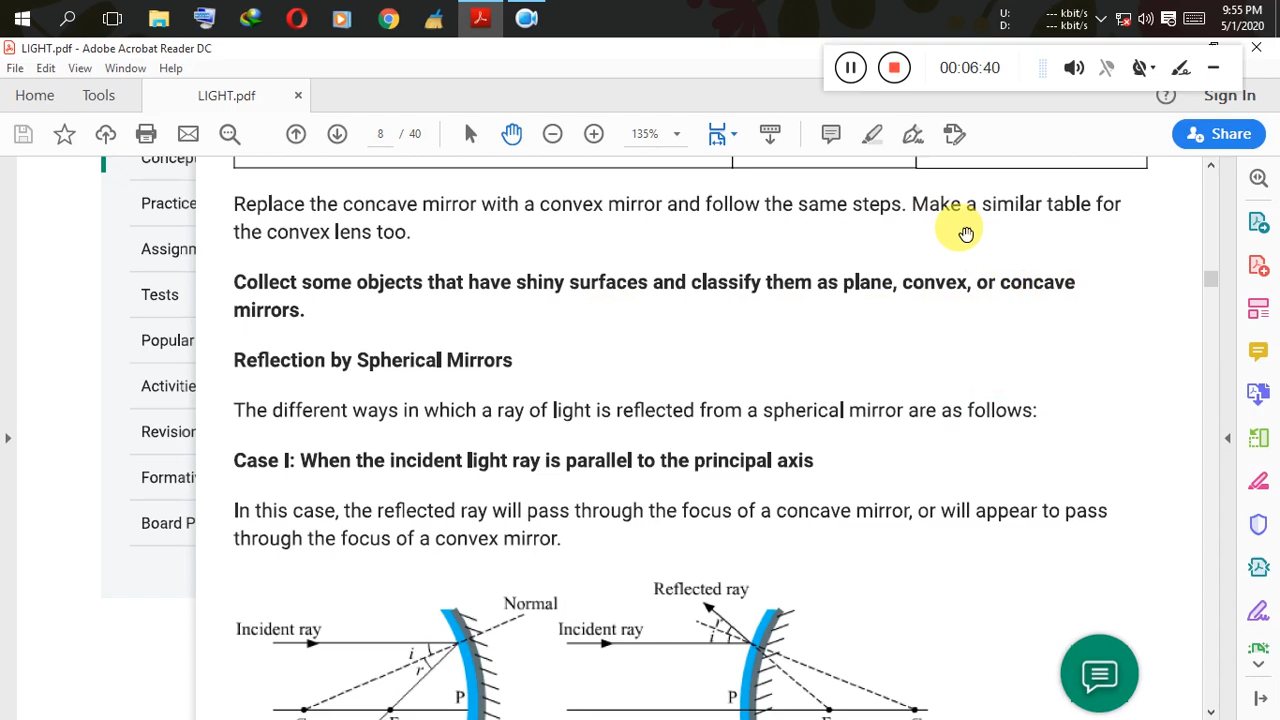 U:
D:
-- kbit/s
-- kbit/s
9:55 PM
5/1/2020
LIGHT.pdf - Adobe Acrobat Reader DC
File Edit View Window Help
00:06:40
Home Tools LIGHT.pdf × Sign In
8 / 40
135%
Share
Practice
Tests
Popular
Revision
Board P
Replace the concave mirror with a convex mirror and follow the same steps. Make a similar table for
the convex lens too.
Collect some objects that have shiny surfaces and classify them as plane, convex, or concave
mirrors.
Reflection by Spherical Mirrors
The different ways in which a ray of light is reflected from a spherical mirror are as follows:
Case I: When the incident light ray is parallel to the principal axis
In this case, the reflected ray will pass through the focus of a concave mirror, or will appear to pass
through the focus of a convex mirror.
Incident ray
Normal
i
r
P
Reflected ray
Incident ray
r
i
P